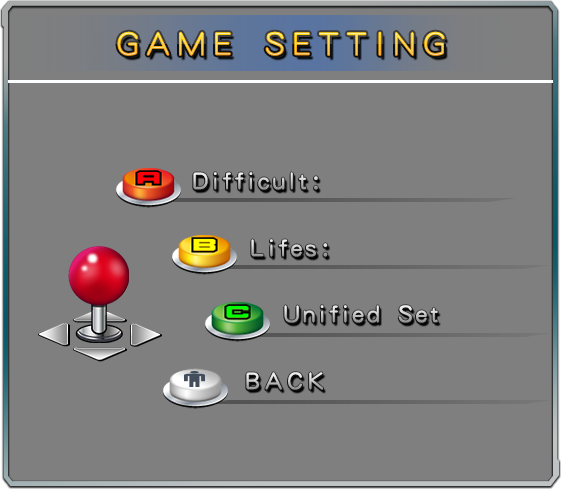 GAME SETTING
A Difficult:
B Lifes:
C Unified Set
BACK